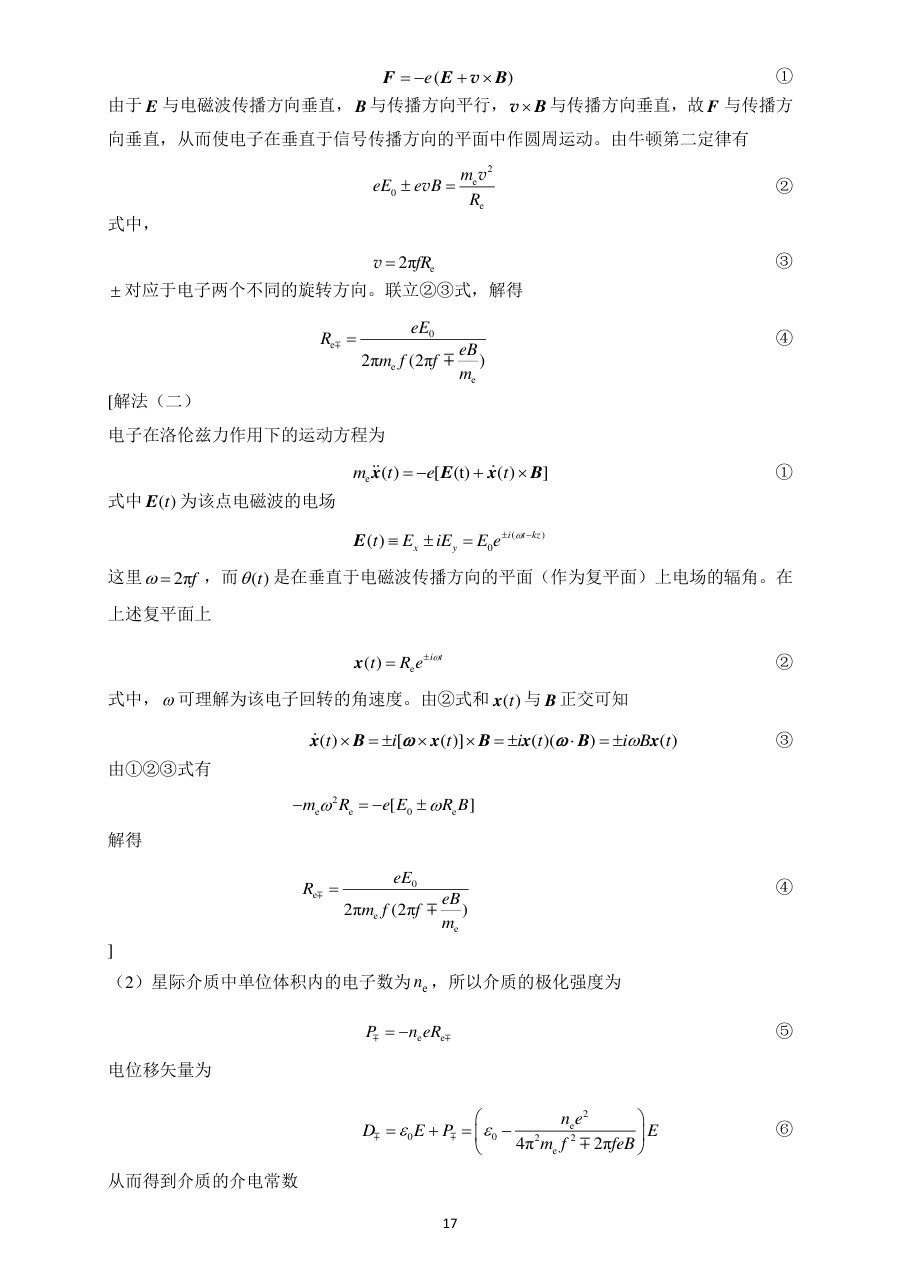 F = −e(E + v × B) ①
由于 E 与电磁波传播方向垂直，B 与传播方向平行，v × B 与传播方向垂直，故 F 与传播方
向垂直，从而使电子在垂直于信号传播方向的平面中作圆周运动。由牛顿第二定律有
eE₀ ± evB = mₑv²/Rₑ ②
式中，
v = 2πfRₑ ③
± 对应于电子两个不同的旋转方向。联立②③式，解得
Rₑ∓ = eE₀/(2πmₑf(2πf ∓ eB/mₑ)) ④
[解法（二）
电子在洛伦兹力作用下的运动方程为
mₑẍ(t) = −e[E(t) + ẋ(t) × B] ①
式中 E(t) 为该点电磁波的电场
E(t) ≡ Eₓ ± iE_y = E₀e^{±i(ωt−kz)}
这里 ω = 2πf ，而 θ(t) 是在垂直于电磁波传播方向的平面（作为复平面）上电场的辐角。在
上述复平面上
x(t) = Rₑe^{±iωt} ②
式中，ω 可理解为该电子回转的角速度。由②式和 x(t) 与 B 正交可知
ẋ(t) × B = ±i[ω × x(t)] × B = ±ix(t)(ω · B) = ±iωBx(t) ③
由①②③式有
−mₑω²Rₑ = −e[E₀ ± ωRₑB]
解得
Rₑ∓ = eE₀/(2πmₑf(2πf ∓ eB/mₑ)) ④
]
（2）星际介质中单位体积内的电子数为 nₑ ，所以介质的极化强度为
P∓ = −nₑeRₑ∓ ⑤
电位移矢量为
D∓ = ε₀E + P∓ = (ε₀ − nₑe²/(4π²mₑf² ∓ 2πfeB))E ⑥
从而得到介质的介电常数
17